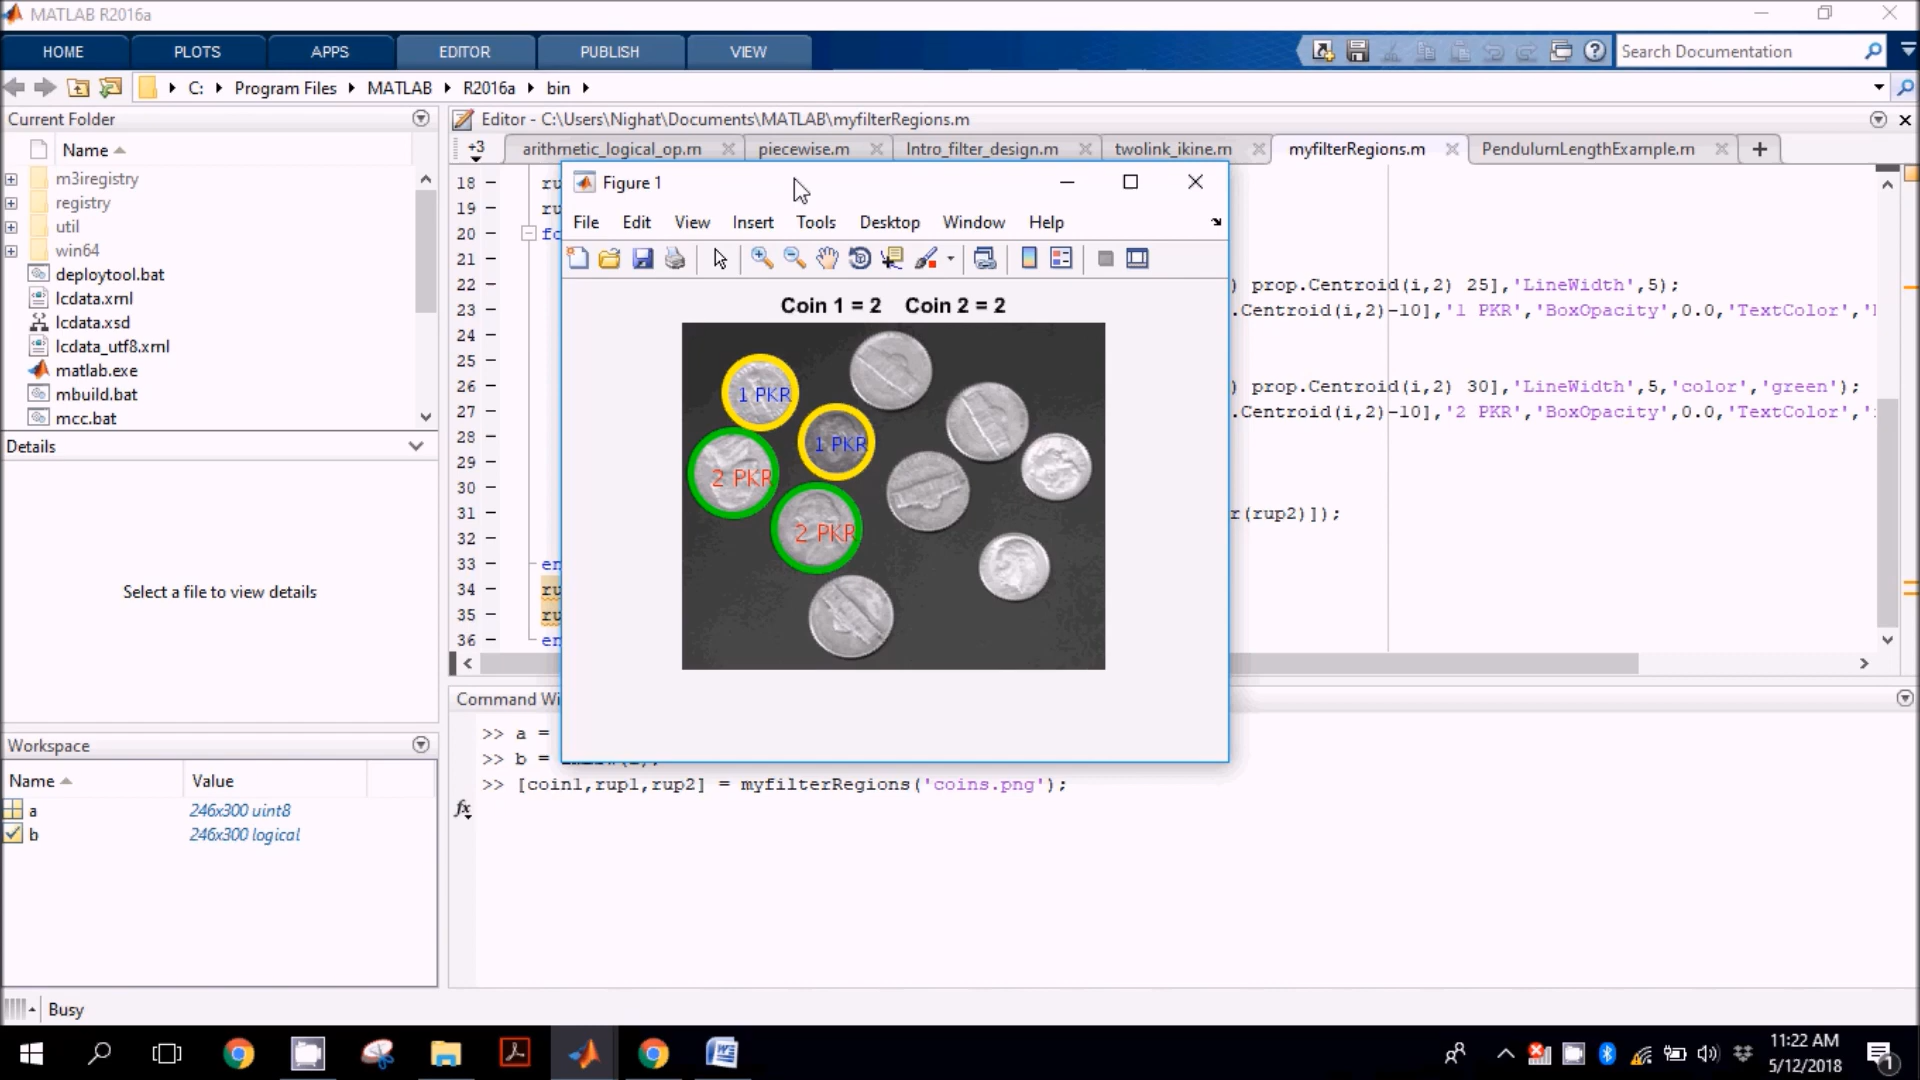 MATLAB R2016a
HOME PLOTS APPS EDITOR PUBLISH VIEW
Search Documentation
C: Program Files MATLAB R2016a bin
Current Folder
Name
m3iregistry
registry
util
win64
deploytool.bat
lcdata.xml
lcdata.xsd
lcdata_utf8.xml
matlab.exe
mbuild.bat
mcc.bat
Details
Select a file to view details
Workspace
Name Value
a 246x300 uint8
b 246x300 logical
Busy
Editor - C:\Users\Nighat\Documents\MATLAB\myfilterRegions.m
+3 arithmetic_logical_op.m piecewise.m Intro_filter_design.m twolink_ikine.m myfilterRegions.m PendulumLengthExample.m
18 ru
19 ru
20
21
22 ) prop.Centroid(i,2) 25],'LineWidth',5);
23 .Centroid(i,2)-10],'1 PKR','BoxOpacity',0.0,'TextColor','
24
25
26 ) prop.Centroid(i,2) 30],'LineWidth',5,'color','green');
27 .Centroid(i,2)-10],'2 PKR','BoxOpacity',0.0,'TextColor','
28
29
30
31 r(rup2)]);
32
33 en
34 ru
35 ru
36 en
Figure 1
File Edit View Insert Tools Desktop Window Help
Coin 1 = 2 Coin 2 = 2
1 PKR
1 PKR
2 PKR
2 PKR
Command Wi
>> a =
>> b =
>> [coin1,rup1,rup2] = myfilterRegions('coins.png');
fx
11:22 AM
5/12/2018
1